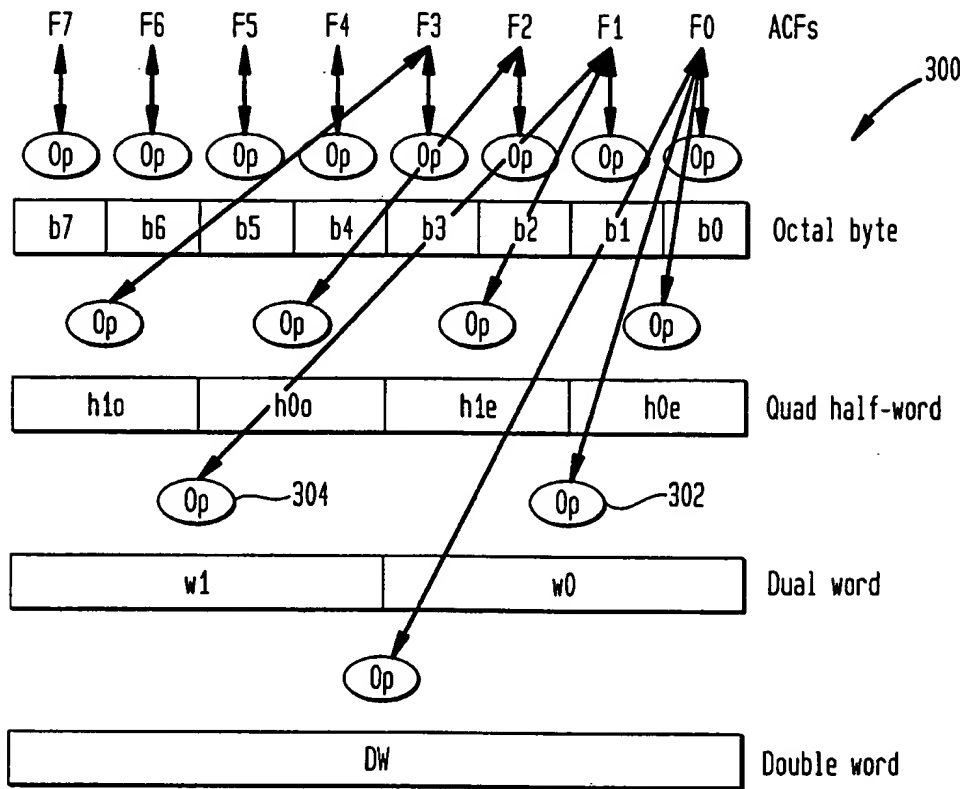 F7 F6 F5 F4 F3 F2 F1 F0 ACFs
300
Op Op Op Op Op Op Op Op
b7 b6 b5 b4 b3 b2 b1 b0 Octal byte
Op Op Op Op
h1o h0o h1e h0e Quad half-word
Op 304 Op 302
w1 w0 Dual word
Op
DW Double word